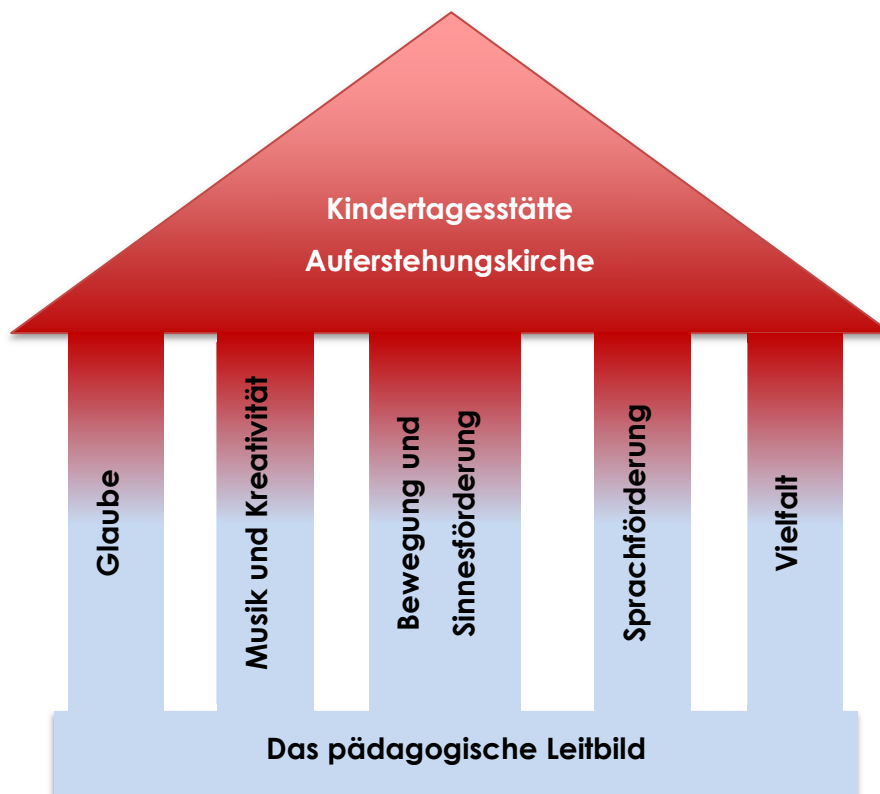 Kindertagesstätte
Auferstehungskirche
Glaube
Musik und Kreativität
Bewegung und
Sinnesförderung
Sprachförderung
Vielfalt
Das pädagogische Leitbild